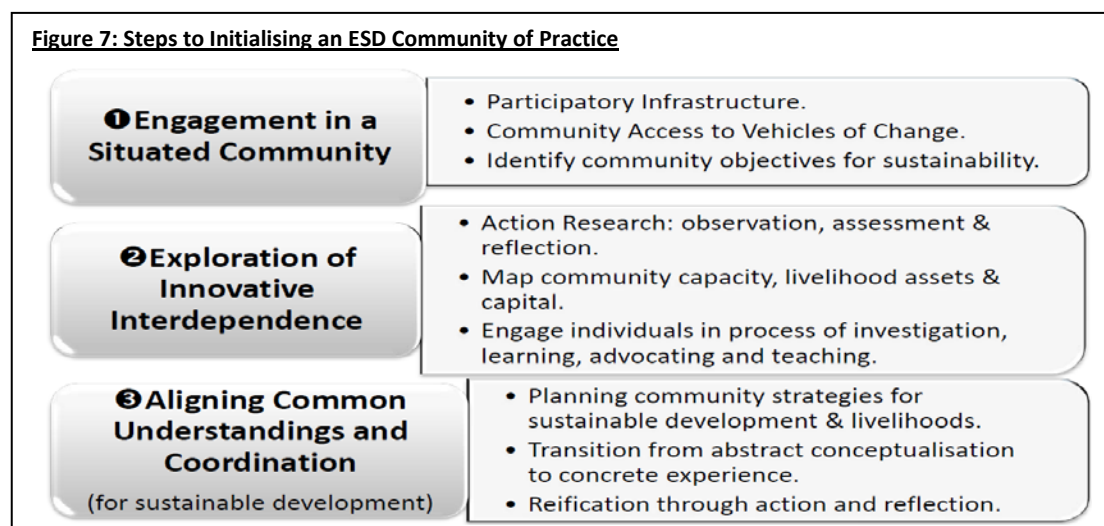 Figure 7: Steps to Initialising an ESD Community of Practice
❶Engagement in a
Situated Community
• Participatory Infrastructure.
• Community Access to Vehicles of Change.
• Identify community objectives for sustainability.
❷Exploration of
Innovative
Interdependence
• Action Research: observation, assessment &
reflection.
• Map community capacity, livelihood assets &
capital.
• Engage individuals in process of investigation,
learning, advocating and teaching.
❸Aligning Common
Understandings and
Coordination
(for sustainable development)
• Planning community strategies for
sustainable development & livelihoods.
• Transition from abstract conceptualisation
to concrete experience.
• Reification through action and reflection.